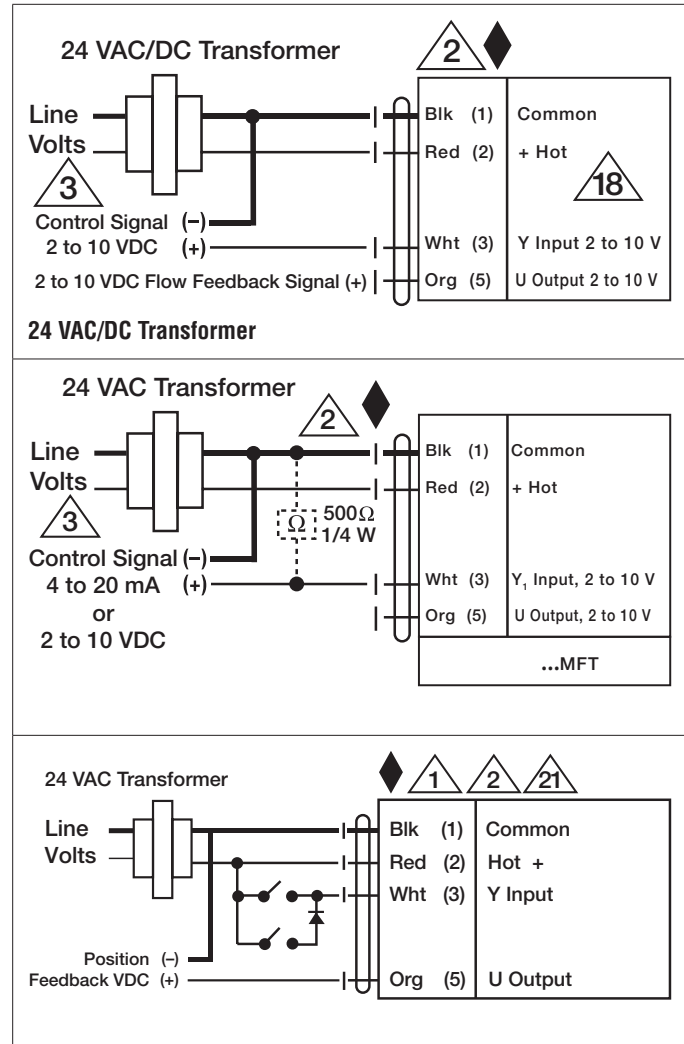 24 VAC/DC Transformer
2
Line
Volts
Blk (1) Common
Red (2) + Hot
3
18
Control Signal (–)
2 to 10 VDC (+)
Wht (3) Y Input 2 to 10 V
2 to 10 VDC Flow Feedback Signal (+)
Org (5) U Output 2 to 10 V
24 VAC/DC Transformer
24 VAC Transformer
2
Line
Volts
Blk (1) Common
Red (2) + Hot
3
Ω 500Ω
1/4 W
Control Signal (–)
4 to 20 mA (+)
or
2 to 10 VDC
Wht (3) Y₁ Input, 2 to 10 V
Org (5) U Output, 2 to 10 V
...MFT
24 VAC Transformer
1 2 21
Line
Volts
Blk (1) Common
Red (2) Hot +
Wht (3) Y Input
Position (–)
Feedback VDC (+)
Org (5) U Output